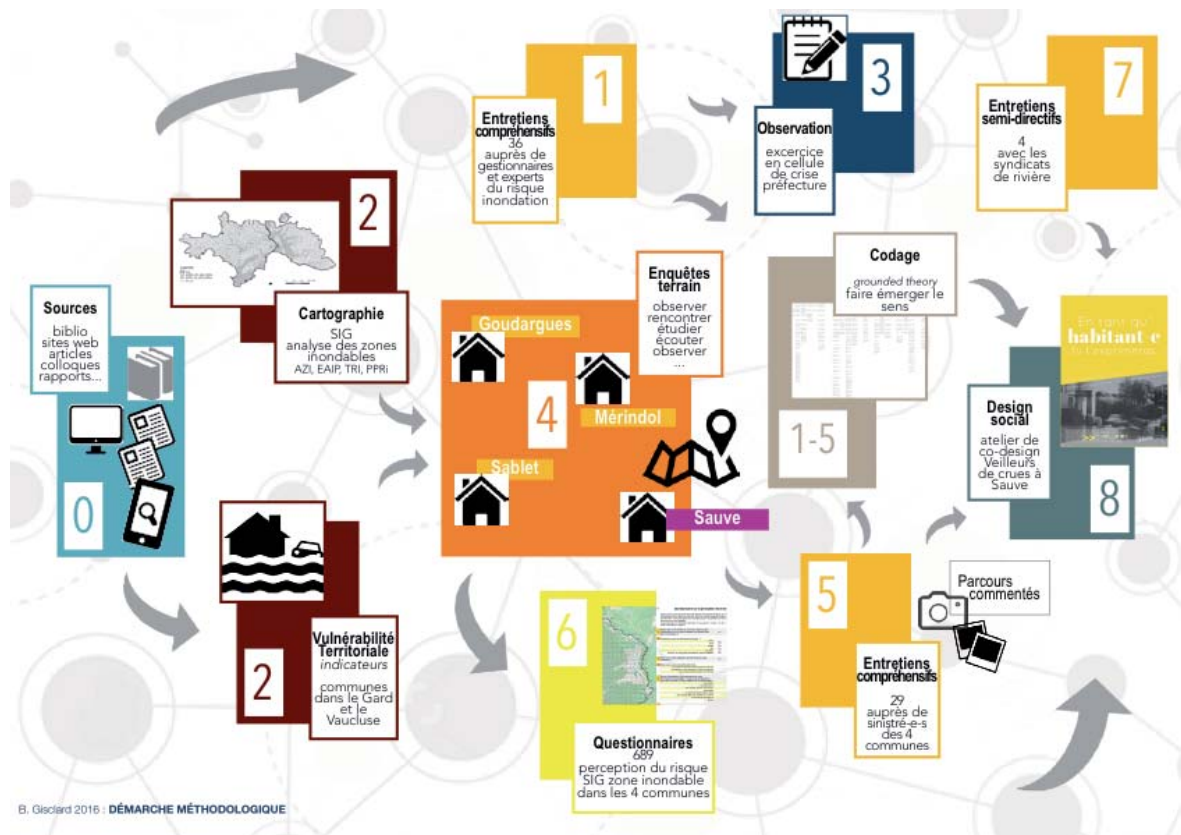 0
Sources
biblio
sites web
articles
colloques
rapports...
2
Cartographie
SIG
analyse des zones
inondables
AZI, EAIP, TRI, PPRi
2
Vulnérabilité
Territoriale
indicateurs
communes
dans le Gard
et le
Vaucluse
1
Entretiens
compréhensifs
36
auprès de
gestionnaires
et experts
du risque
inondation
3
Observation
excercice
en cellule
de crise
préfecture
4
Enquêtes
terrain
observer
rencontrer
étudier
écouter
observer
...
Goudargues
Mérindol
Sablet
Sauve
6
Questionnaires
689
perception du risque
SIG zone inondable
dans les 4 communes
1-5
Codage
grounded theory
faire émerger le
sens
5
Entretiens
compréhensifs
29
auprès de
sinistré-e-s
des 4
communes
Parcours
commentés
7
Entretiens
semi-directifs
4
avec les
syndicats
de rivière
En tant qu'
habitant·e
8
Design
social
atelier de
co-design
Veilleurs
de crues à
Sauve
B. Gisclard 2016 : DÉMARCHE MÉTHODOLOGIQUE